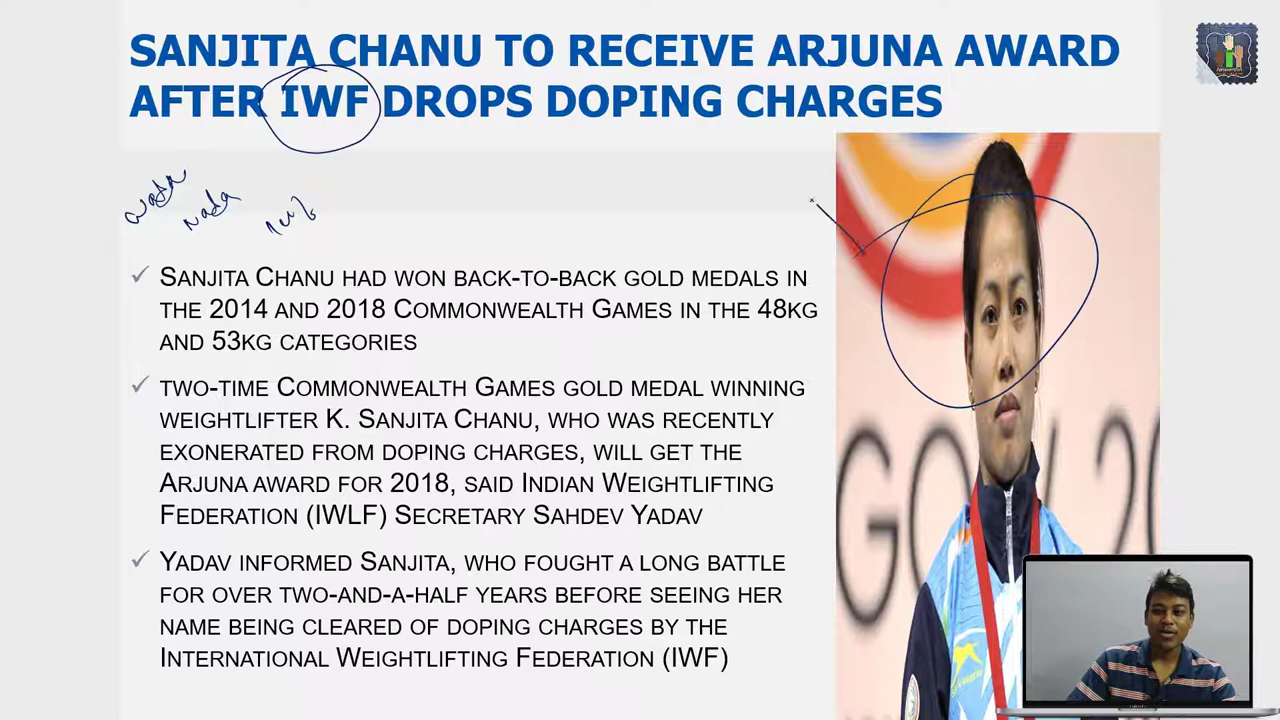 SANJITA CHANU TO RECEIVE ARJUNA AWARD
AFTER IWF DROPS DOPING CHARGES
wada
nada
✓ SANJITA CHANU HAD WON BACK-TO-BACK GOLD MEDALS IN
THE 2014 AND 2018 COMMONWEALTH GAMES IN THE 48KG
AND 53KG CATEGORIES
✓ TWO-TIME COMMONWEALTH GAMES GOLD MEDAL WINNING
WEIGHTLIFTER K. SANJITA CHANU, WHO WAS RECENTLY
EXONERATED FROM DOPING CHARGES, WILL GET THE
ARJUNA AWARD FOR 2018, SAID INDIAN WEIGHTLIFTING
FEDERATION (IWLF) SECRETARY SAHDEV YADAV
✓ YADAV INFORMED SANJITA, WHO FOUGHT A LONG BATTLE
FOR OVER TWO-AND-A-HALF YEARS BEFORE SEEING HER
NAME BEING CLEARED OF DOPING CHARGES BY THE
INTERNATIONAL WEIGHTLIFTING FEDERATION (IWF)